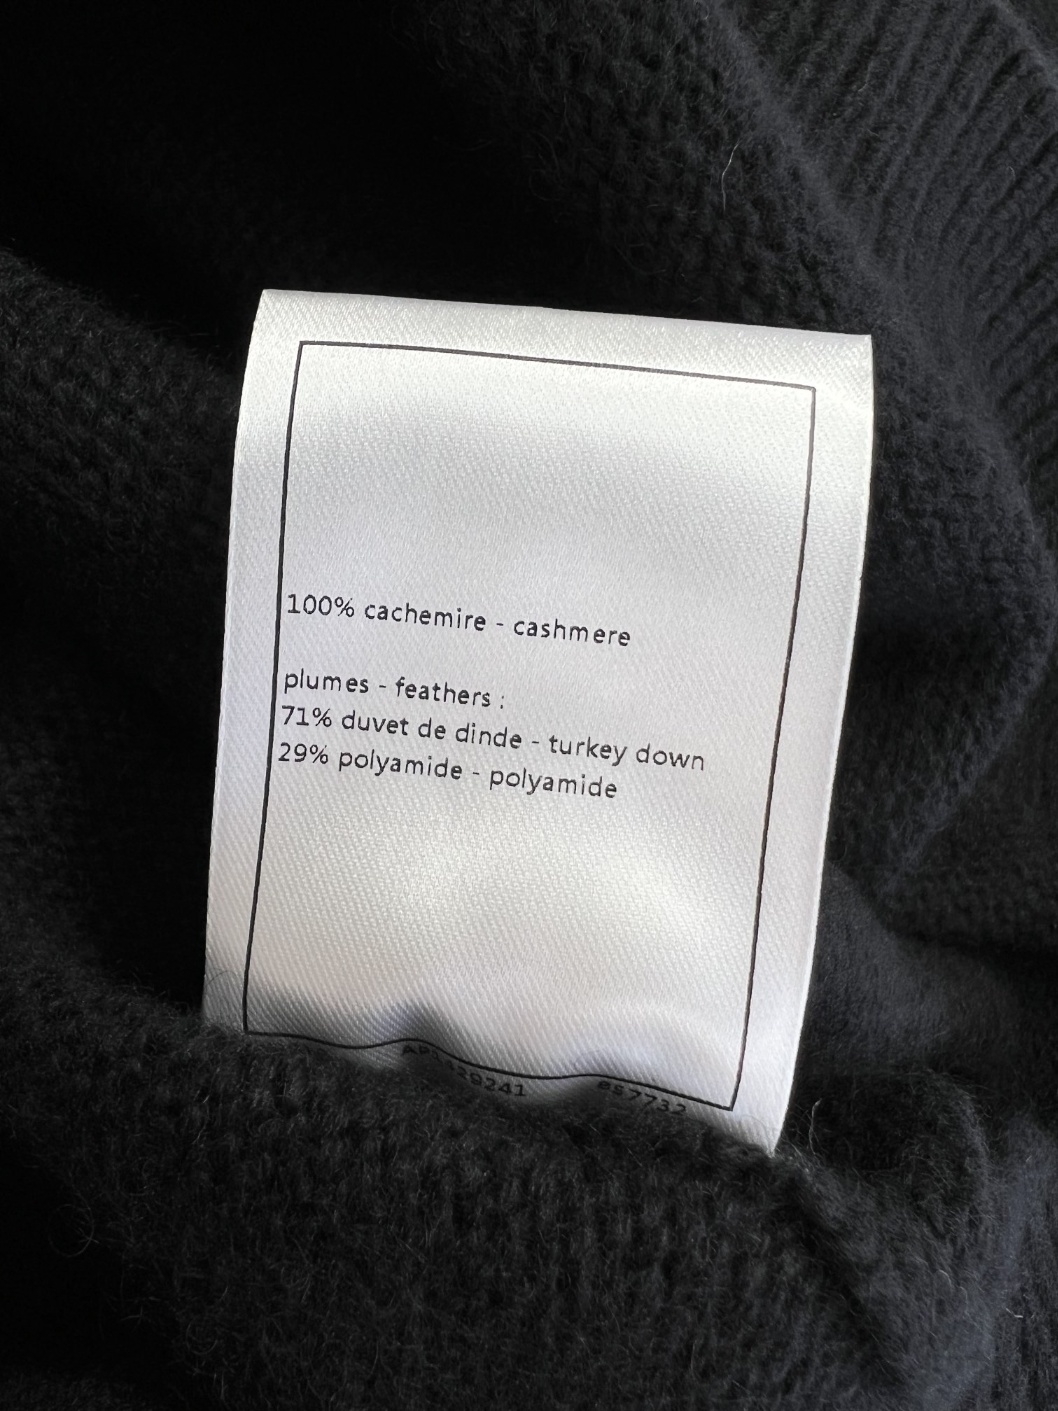 100% cachemire - cashmere
plumes - feathers :
71% duvet de dinde - turkey down
29% polyamide - polyamide